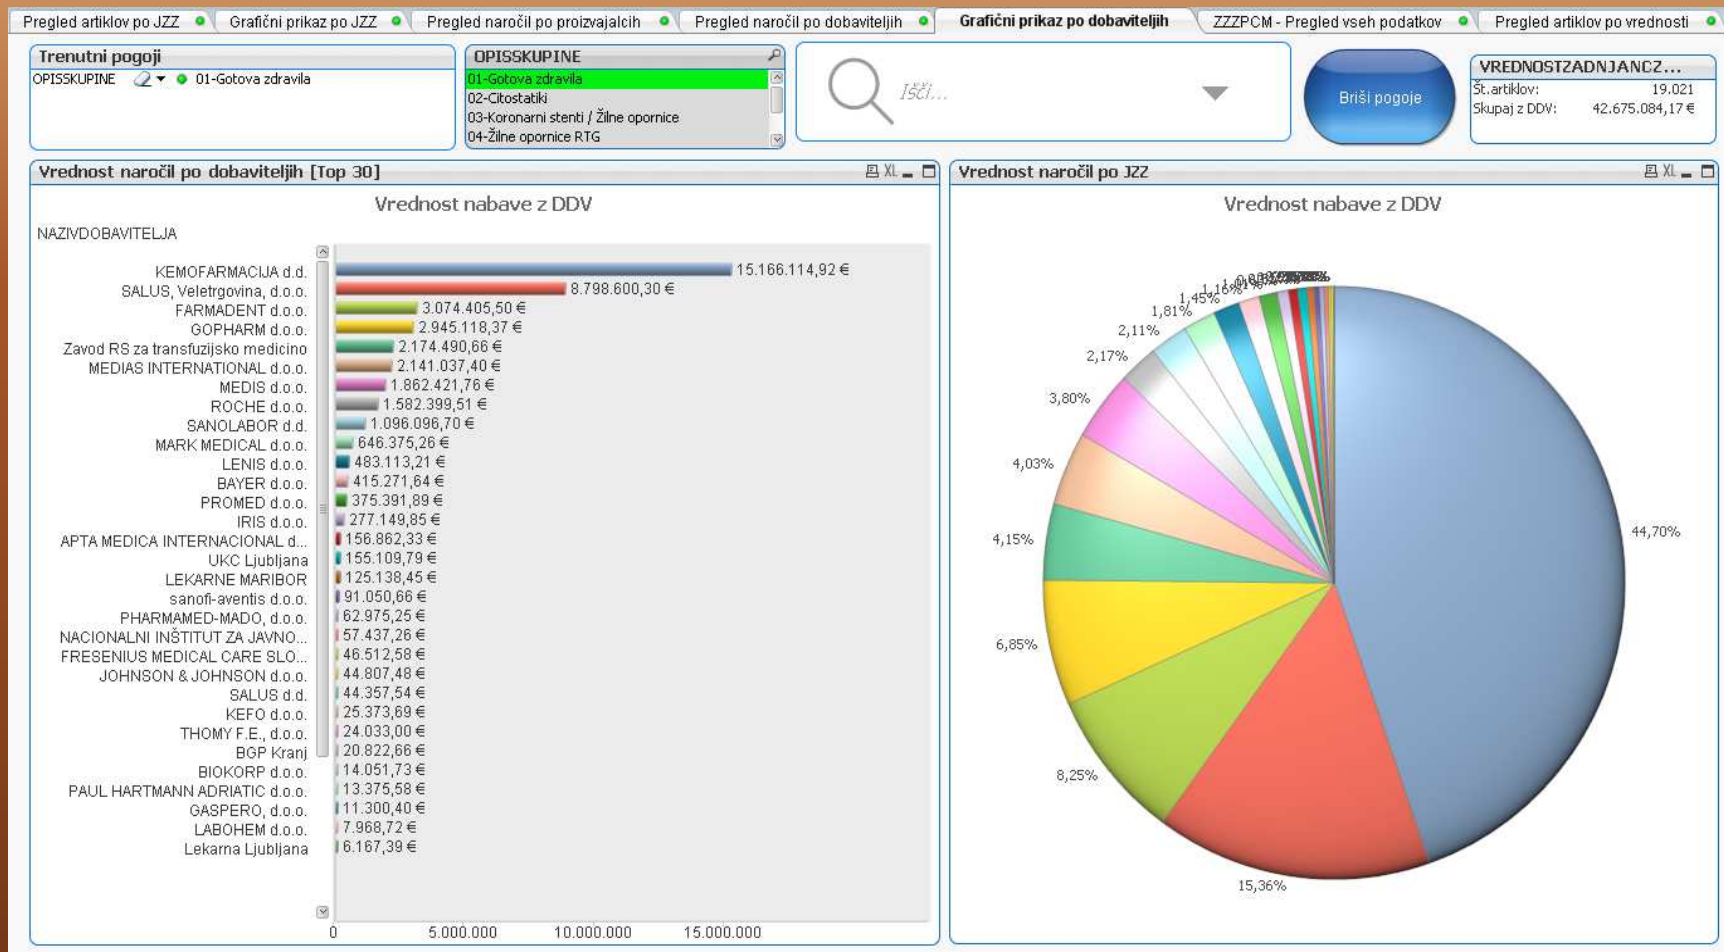 Pregled artiklov po JZZ
Grafični prikaz po JZZ
Pregled naročil po proizvajalcih
Pregled naročil po dobaviteljih
Grafični prikaz po dobaviteljih
ZZZPCM - Pregled vseh podatkov
Pregled artiklov po vrednosti
Trenutni pogoji
OPISSKUPINE 01-Gotova zdravila
OPISSKUPINE
01-Gotova zdravila
02-Citostatiki
03-Koronarni stenti / Žilne opornice
04-Žilne opornice RTG
Išči...
Briši pogoje
VREDNOSTZADNJANCZ...
Št.artiklov: 19.021
Skupaj z DDV: 42.675.084,17 €
Vrednost naročil po dobaviteljih [Top 30] XL
Vrednost nabave z DDV
NAZIVDOBAVITELJA
KEMOFARMACIJA d.d. 15.166.114,92 €
SALUS, Veletrgovina, d.o.o. 8.798.600,30 €
FARMADENT d.o.o. 3.074.405,50 €
GOPHARM d.o.o. 2.945.118,37 €
Zavod RS za transfuzijsko medicino 2.174.490,66 €
MEDIAS INTERNATIONAL d.o.o. 2.141.037,40 €
MEDIS d.o.o. 1.862.421,76 €
ROCHE d.o.o. 1.582.399,51 €
SANOLABOR d.d. 1.096.096,70 €
MARK MEDICAL d.o.o. 646.375,26 €
LENIS d.o.o. 483.113,21 €
BAYER d.o.o. 415.271,64 €
PROMED d.o.o. 375.391,89 €
IRIS d.o.o. 277.149,85 €
APTA MEDICA INTERNACIONAL d... 156.862,33 €
UKC Ljubljana 155.109,79 €
LEKARNE MARIBOR 125.138,45 €
sanofi-aventis d.o.o. 91.050,66 €
PHARMAMED-MADO, d.o.o. 62.975,25 €
NACIONALNI INŠTITUT ZA JAVNO... 57.437,26 €
FRESENIUS MEDICAL CARE SLO... 46.512,58 €
JOHNSON & JOHNSON d.o.o. 44.807,48 €
SALUS d.d. 44.357,54 €
KEFO d.o.o. 25.373,69 €
THOMY F.E., d.o.o. 24.033,00 €
BGP Kranj 20.822,66 €
BIOKORP d.o.o. 14.051,73 €
PAUL HARTMANN ADRIATIC d.o.o. 13.375,58 €
GASPERO, d.o.o. 11.300,40 €
LABOHEM d.o.o. 7.968,72 €
Lekarna Ljubljana 6.167,39 €
0 5.000.000 10.000.000 15.000.000
Vrednost naročil po JZZ XL
Vrednost nabave z DDV
1,16%
1,45%
1,81%
2,11%
2,17%
3,80%
4,03%
4,15%
6,85%
8,25%
15,36%
44,70%